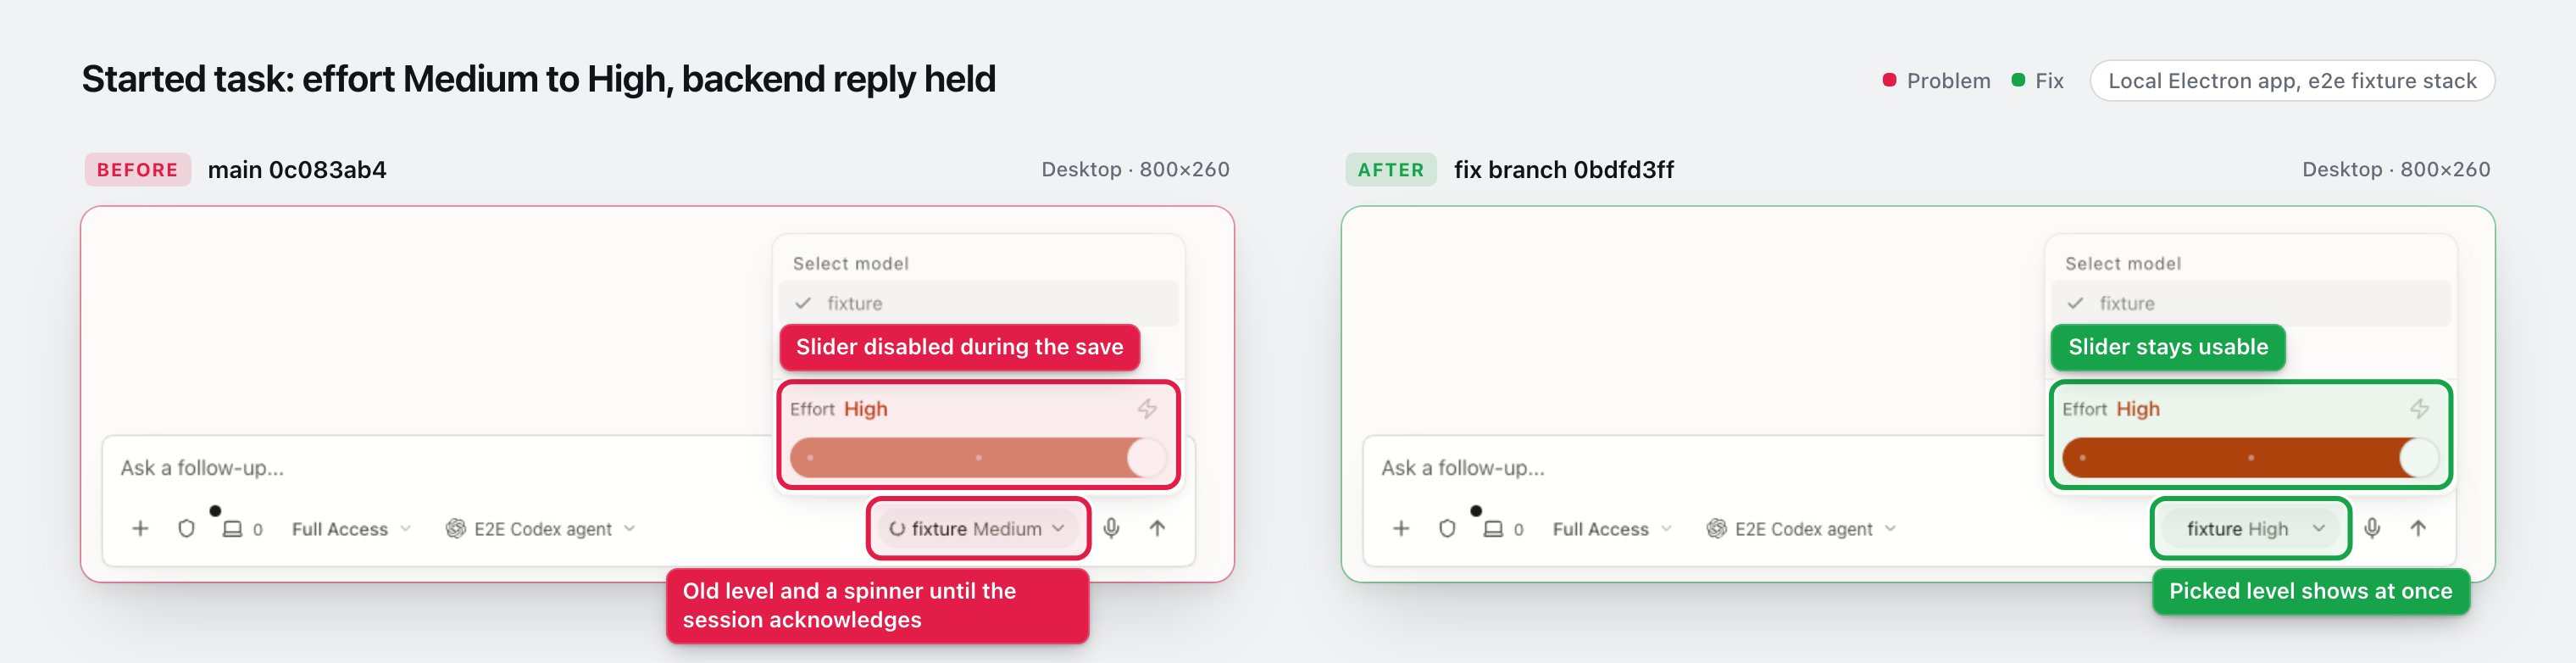 Started task: effort Medium to High, backend reply held
Problem
Fix
Local Electron app, e2e fixture stack
BEFORE
main 0c083ab4
Desktop · 800×260
Select model
fixture
Slider disabled during the save
Effort High
Ask a follow-up...
0
Full Access
E2E Codex agent
fixture Medium
Old level and a spinner until the
session acknowledges
AFTER
fix branch 0bdfd3ff
Desktop · 800×260
Select model
fixture
Slider stays usable
Effort High
Ask a follow-up...
0
Full Access
E2E Codex agent
fixture High
Picked level shows at once